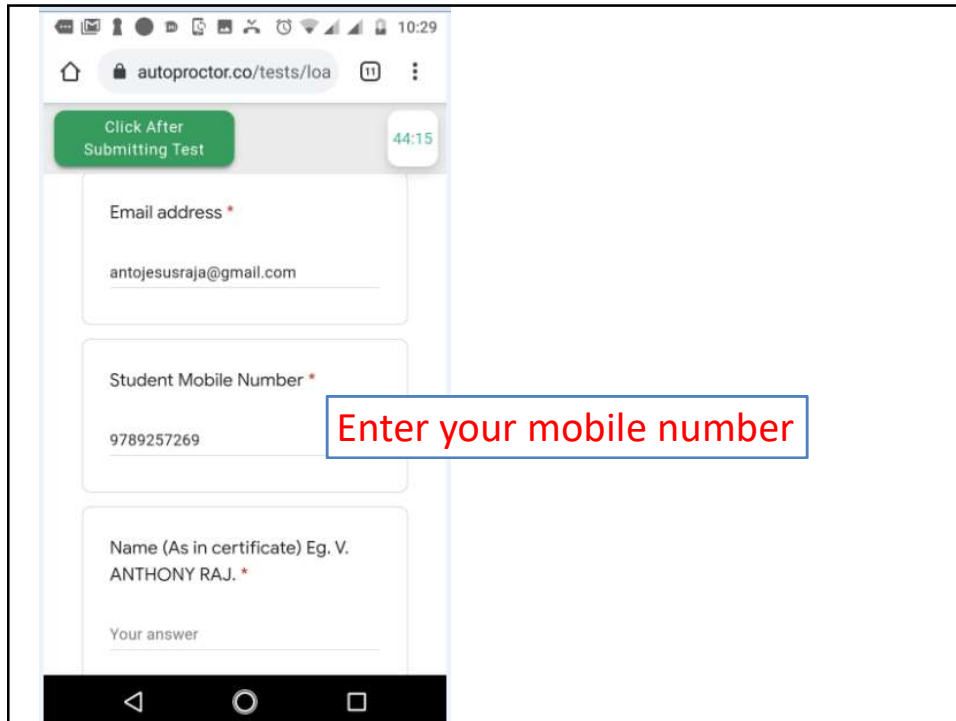 10:29
autoproctor.co/tests/loa
11
Click After
Submitting Test
44:15
Email address *
antojesusraja@gmail.com
Student Mobile Number *
9789257269
Enter your mobile number
Name (As in certificate) Eg. V.
ANTHONY RAJ. *
Your answer